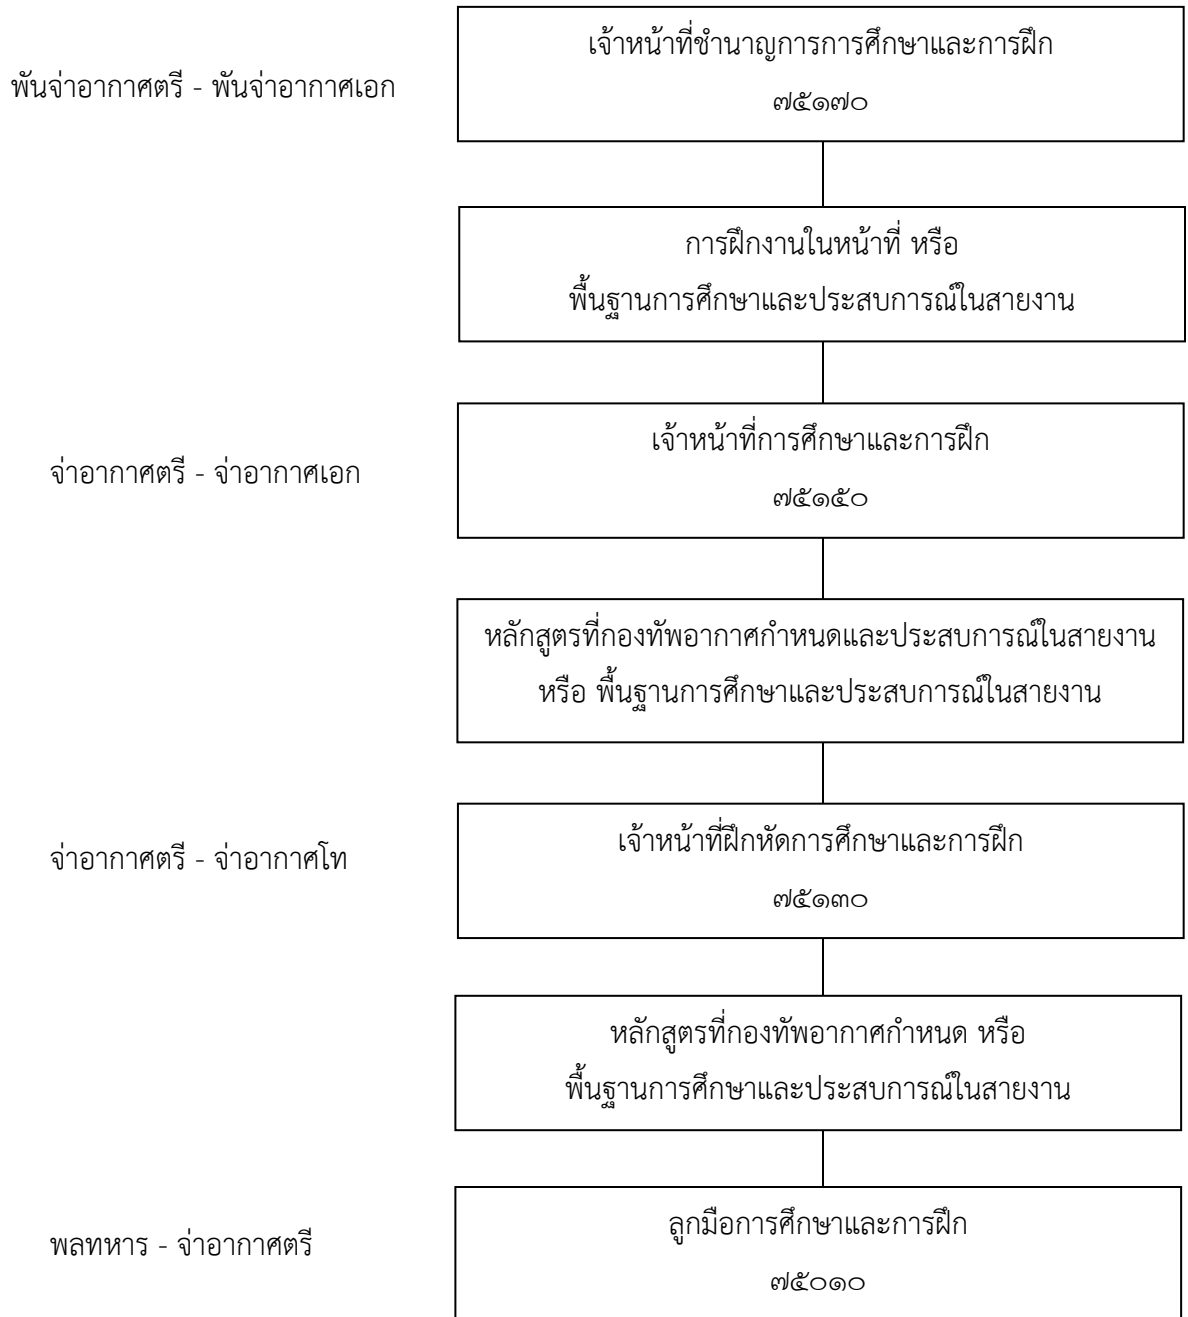 เจ้าหน้าที่ชำนาญการการศึกษาและการฝึก
พันจ่าอากาศตรี - พันจ่าอากาศเอก
๗๕๑๗๐
การฝึกงานในหน้าที่ หรือ
พื้นฐานการศึกษาและประสบการณ์ในสายงาน
เจ้าหน้าที่การศึกษาและการฝึก
จ่าอากาศตรี - จ่าอากาศเอก
๗๕๑๕๐
หลักสูตรที่กองทัพอากาศกำหนดและประสบการณ์ในสายงาน
หรือ พื้นฐานการศึกษาและประสบการณ์ในสายงาน
เจ้าหน้าที่ฝึกหัดการศึกษาและการฝึก
จ่าอากาศตรี - จ่าอากาศโท
๗๕๑๓๐
หลักสูตรที่กองทัพอากาศกำหนด หรือ
พื้นฐานการศึกษาและประสบการณ์ในสายงาน
ลูกมือการศึกษาและการฝึก
พลทหาร - จ่าอากาศตรี
๗๕๐๑๐